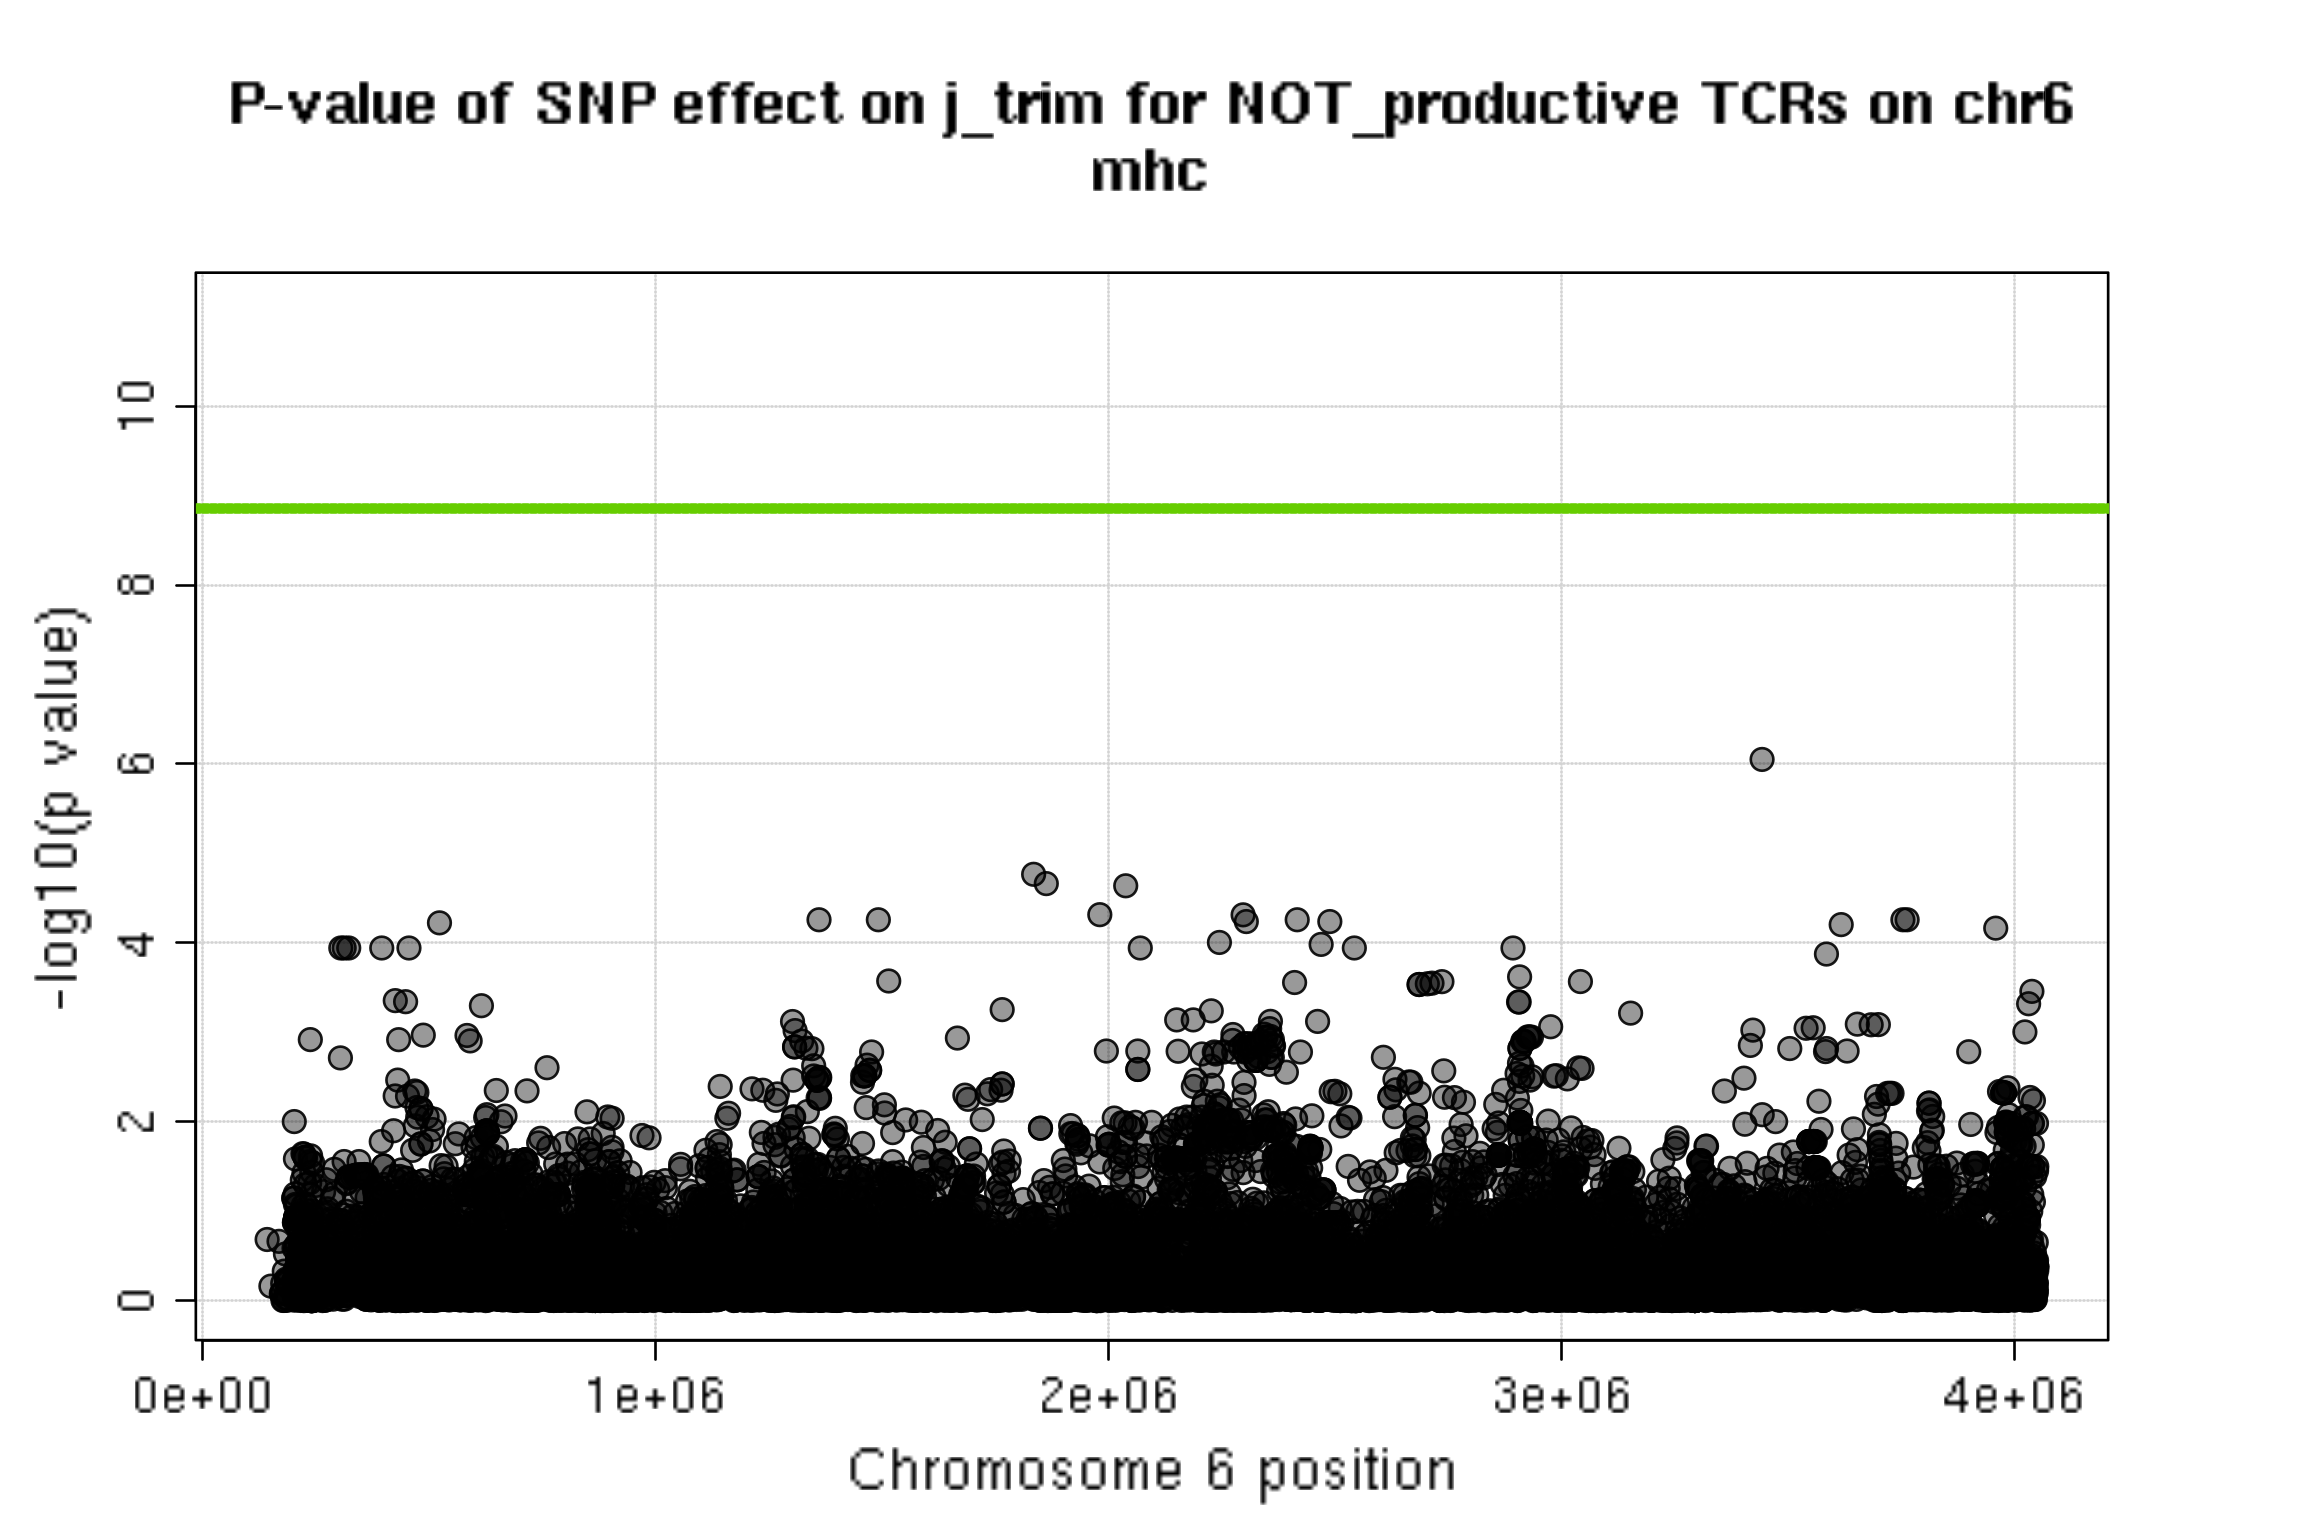 P-value of SNP effect on j_trim for NOT_productive TCRs on chr6
mhc
-log10(p value)
10
8
6
4
2
0
0e+00 1e+06 2e+06 3e+06 4e+06
Chromosome 6 position